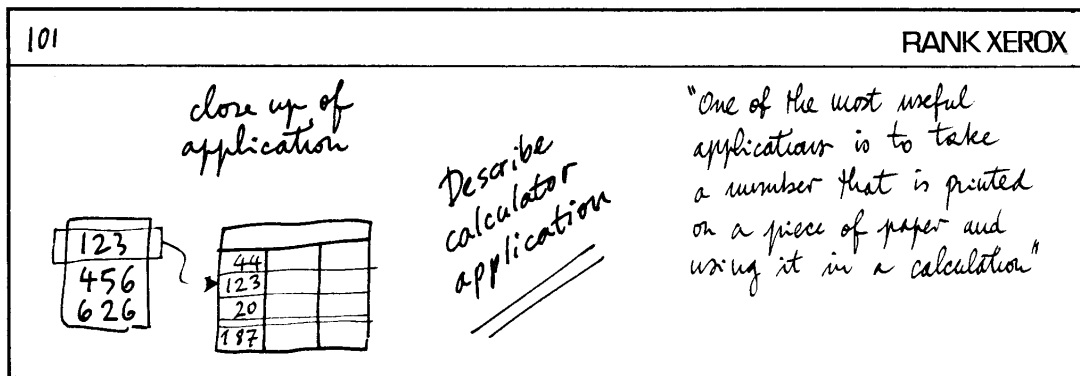 101
RANK XEROX
close up of
application
123
456
626
44
123
20
187
Describe
calculator
application
"One of the most useful
applications is to take
a number that is printed
on a piece of paper and
using it in a calculation"